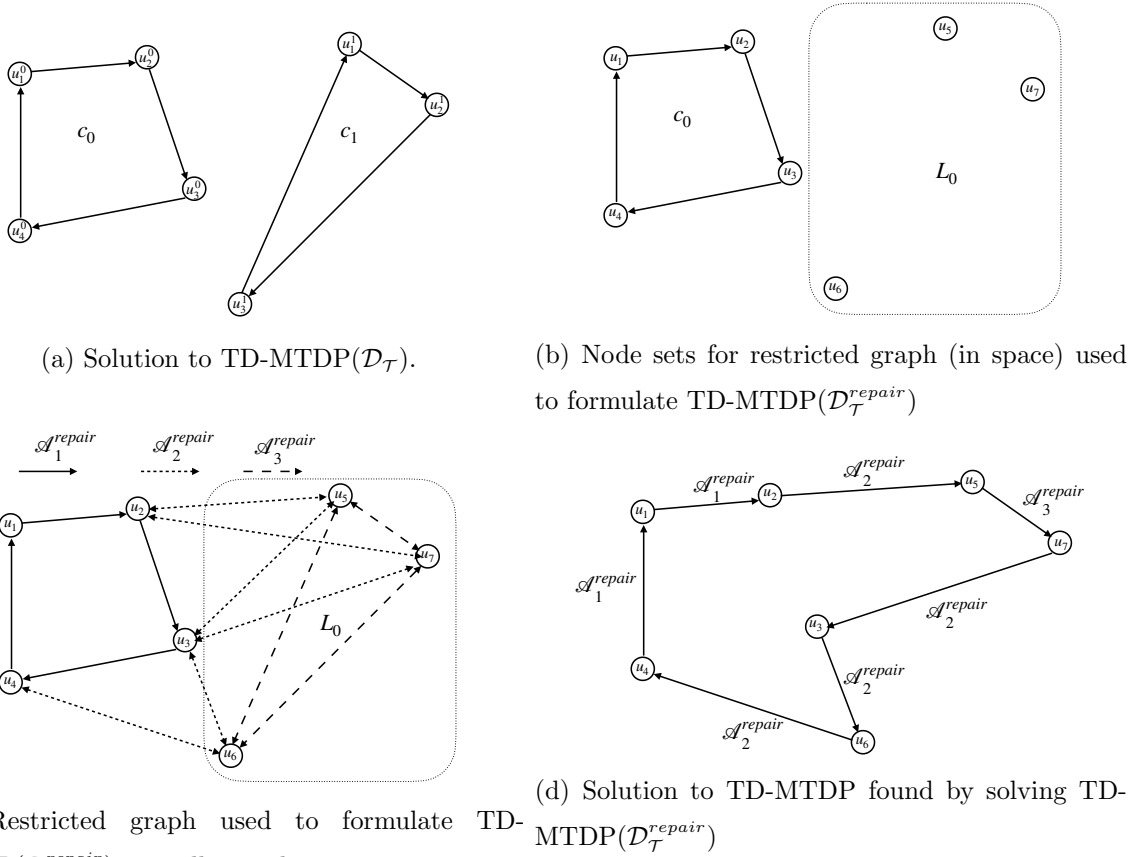 u_1^0
u_2^0
c_0
u_3^0
u_4^0
u_1^1
u_2^1
c_1
u_3^1
(a) Solution to TD-MTDP(𝒟_𝒯).
u_1
u_2
c_0
u_3
u_4
u_5
u_7
L_0
u_6
(b) Node sets for restricted graph (in space) used
to formulate TD-MTDP(𝒟_𝒯^{repair})
𝒜_1^{repair}
𝒜_2^{repair}
𝒜_3^{repair}
u_1
u_2
u_5
u_7
u_3
L_0
u_4
u_6
Restricted graph used to formulate TD-
u_1
𝒜_1^{repair}
u_2
𝒜_2^{repair}
u_5
𝒜_3^{repair}
u_7
𝒜_1^{repair}
𝒜_2^{repair}
u_3
u_4
𝒜_2^{repair}
𝒜_2^{repair}
u_6
(d) Solution to TD-MTDP found by solving TD-
MTDP(𝒟_𝒯^{repair})